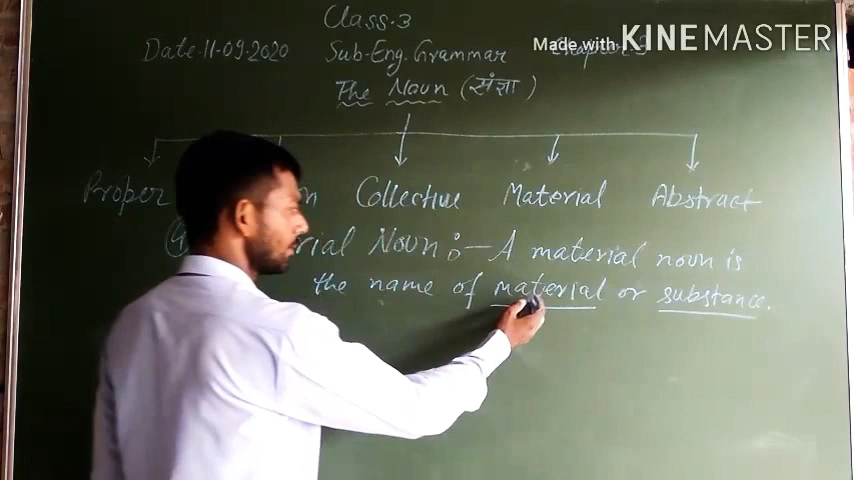 Class.3
Date.11.09.2020 Sub-Eng.Grammar Made with KINEMASTER
The Noun (संज्ञा)
Proper Collective Material Abstract
Noun :- A material noun is
the name of material or substance.